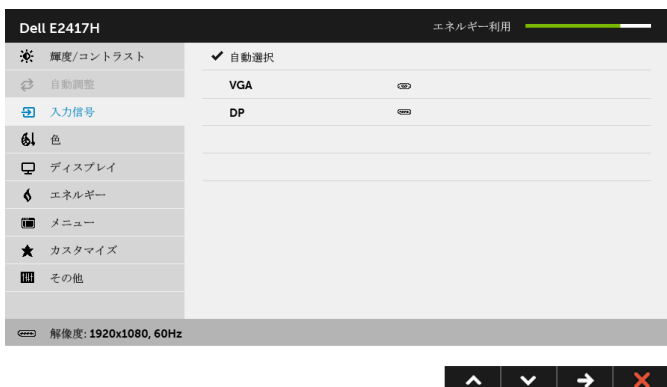 Dell E2417H エネルギー利用
輝度/コントラスト 自動選択
自動調整 VGA
入力信号 DP
色
ディスプレイ
エネルギー
メニュー
カスタマイズ
その他
解像度: 1920x1080, 60Hz